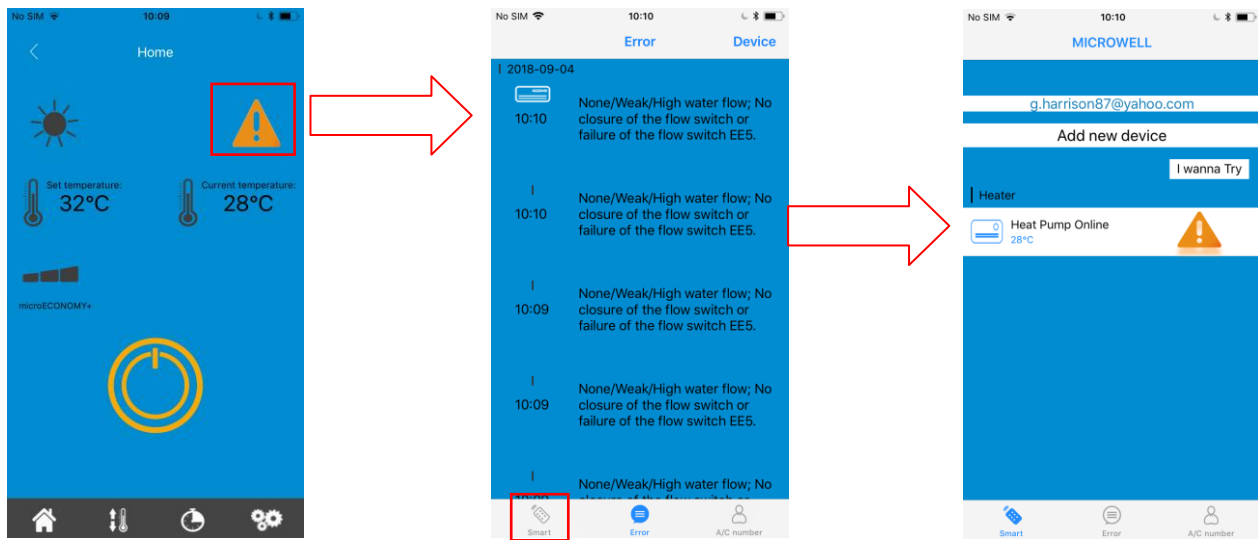 No SIM 10:09
Home
Set temperature:
32°C
Current temperature:
28°C
microECONOMY+
No SIM 10:10
Error Device
2018-09-04
10:10
None/Weak/High water flow; No
closure of the flow switch or
failure of the flow switch EE5.
10:10
None/Weak/High water flow; No
closure of the flow switch or
failure of the flow switch EE5.
10:09
None/Weak/High water flow; No
closure of the flow switch or
failure of the flow switch EE5.
10:09
None/Weak/High water flow; No
closure of the flow switch or
failure of the flow switch EE5.
None/Weak/High water flow; No
Smart Error A/C number
No SIM 10:10
MICROWELL
g.harrison87@yahoo.com
Add new device
I wanna Try
Heater
Heat Pump Online
28°C
Smart Error A/C number